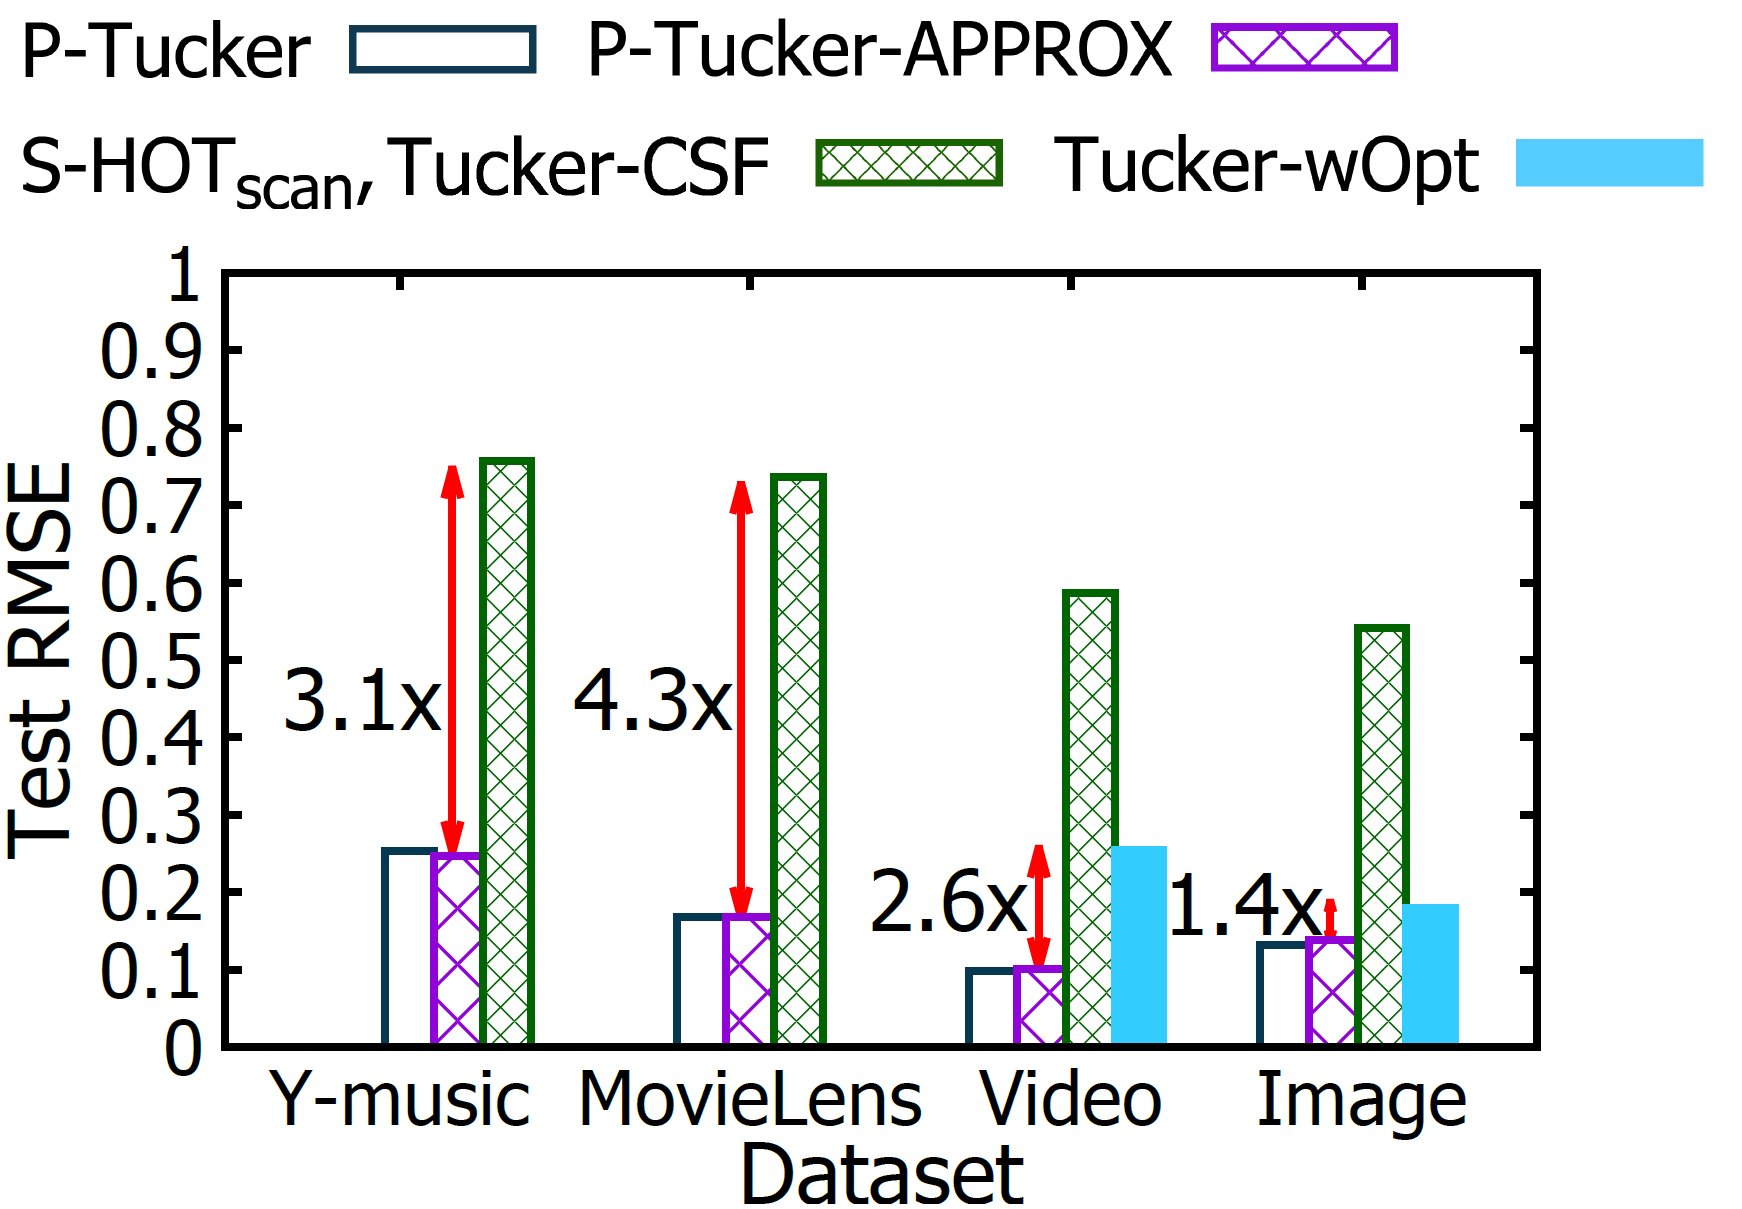 P-Tucker P-Tucker-APPROX
S-HOTscan, Tucker-CSF Tucker-wOpt
1
0.9
0.8
0.7
0.6
0.5
0.4
0.3
0.2
0.1
0
Test RMSE
3.1x 4.3x
2.6x 1.4x
Y-music MovieLens Video Image
Dataset